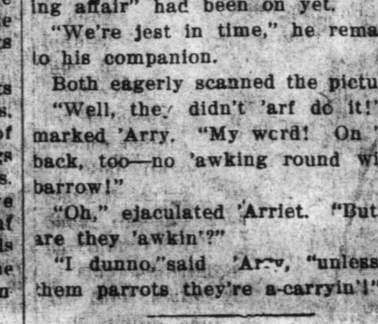 ing affair" had been on yet.
"We're jest in time," he rema
to his companion.
Both eagerly scanned the pictu
"Well, they didn't 'arf do it!"
marked 'Arry. "My word! On '
back, too—no 'awking round wi
barrow!"
"Oh," ejaculated 'Arriet. "But
are they 'awkin'?"
"I dunno,"said 'Arry, "unless
them parrots they're a-carryin'!"